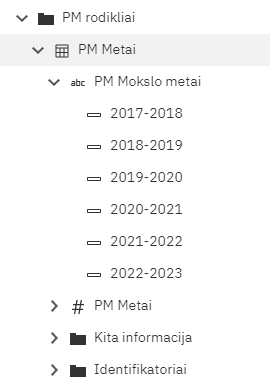 PM rodikliai
PM Metai
abc PM Mokslo metai
2017-2018
2018-2019
2019-2020
2020-2021
2021-2022
2022-2023
# PM Metai
Kita informacija
Identifikatoriai